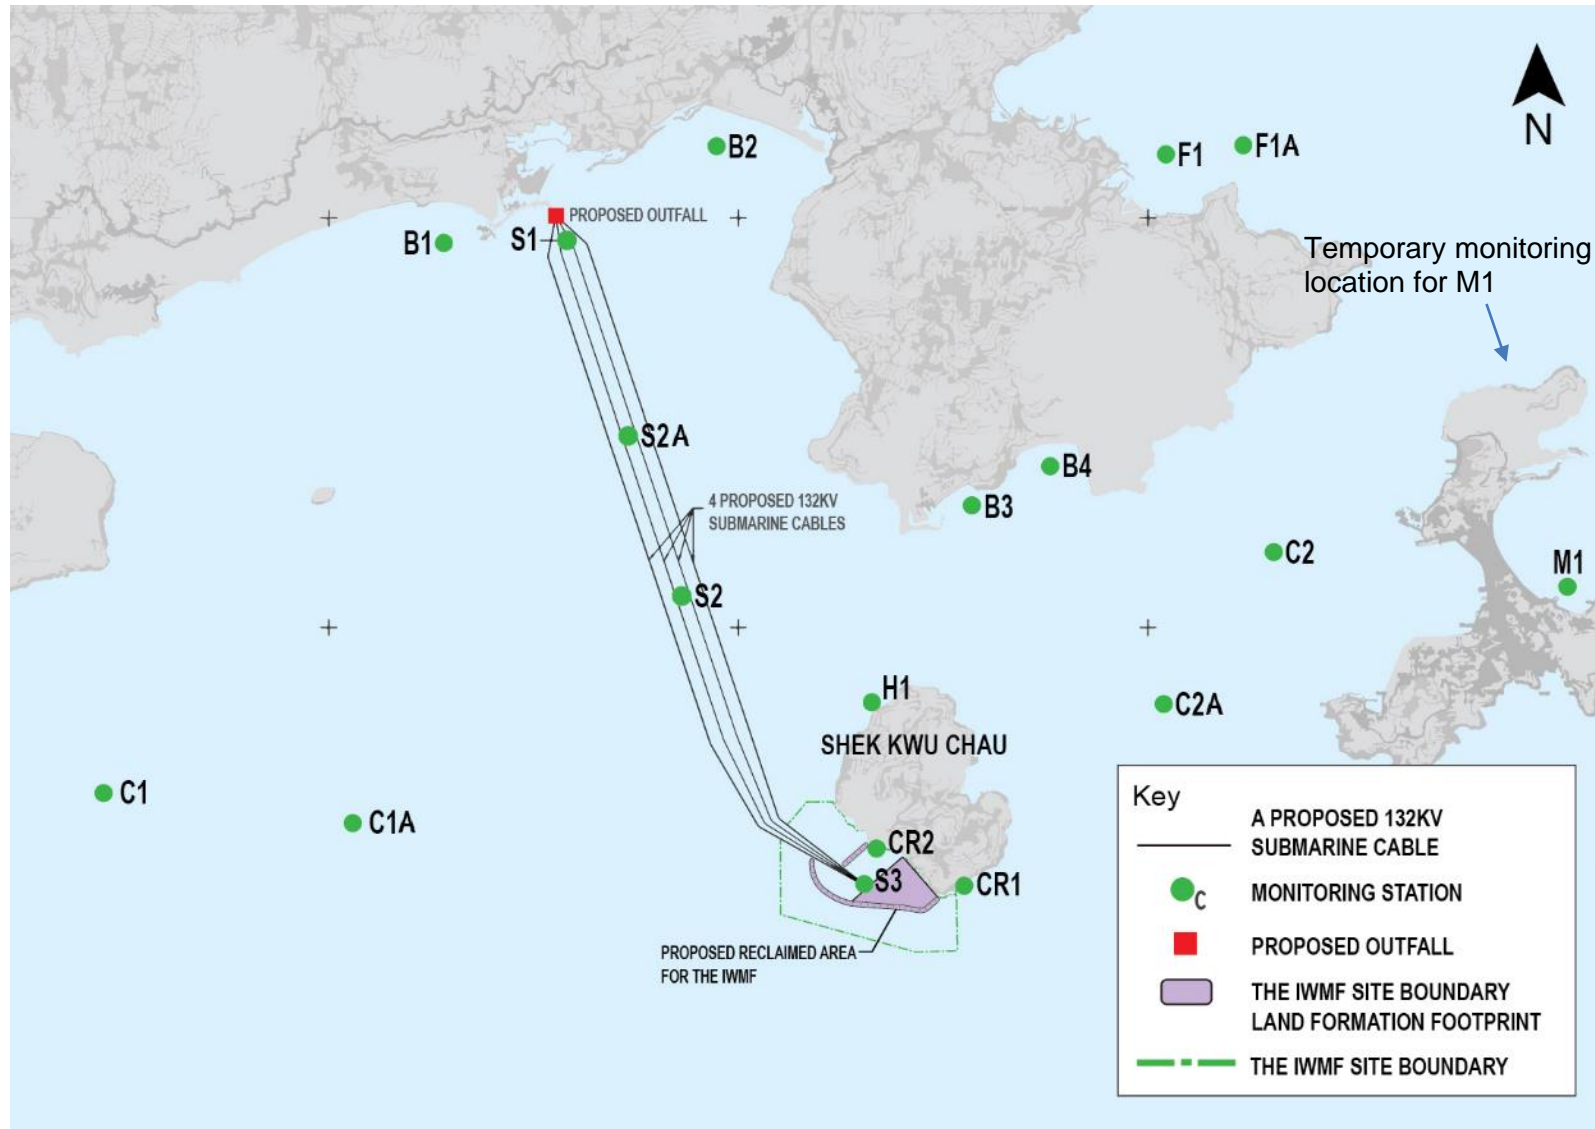 N
B2
F1
F1A
PROPOSED OUTFALL
B1
S1
Temporary monitoring
location for M1
S2A
B4
4 PROPOSED 132KV
SUBMARINE CABLES
B3
C2
M1
S2
H1
C2A
SHEK KWU CHAU
C1
C1A
CR2
S3
CR1
PROPOSED RECLAIMED AREA
FOR THE IWMF
Key
A PROPOSED 132KV
SUBMARINE CABLE
C
MONITORING STATION
PROPOSED OUTFALL
THE IWMF SITE BOUNDARY
LAND FORMATION FOOTPRINT
THE IWMF SITE BOUNDARY